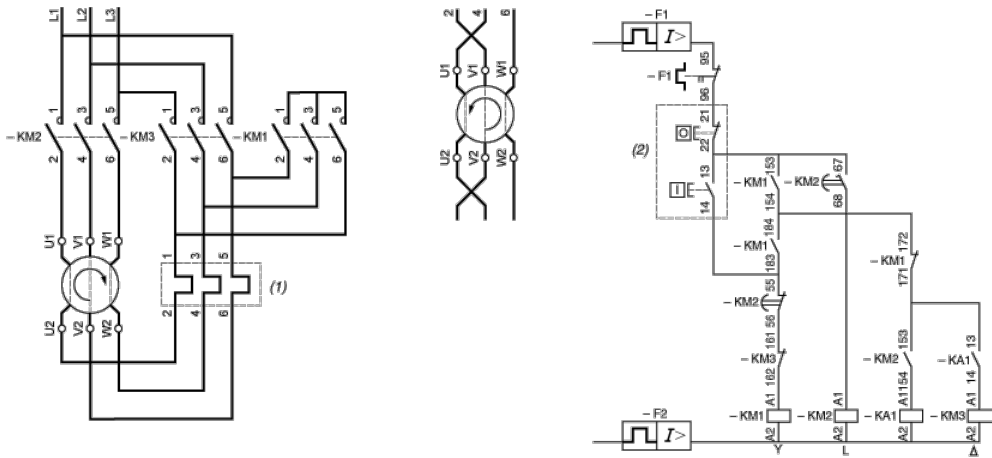 L1 L2 L3
1 3 5 1 3 5 1 3 5
– KM2 – KM3 – KM1
2 4 6 2 4 6 2 4 6
U1 V1 W1
1 3 5
(1)
2 4 6
U2 V2 W2
2 4 6
U1 V1 W1
U2 V2 W2
– F1
I >
95
– F1
96
21
O
22
(2)
13
I
14
153
– KM1
154
67
– KM2
68
184
– KM1
183
172
– KM1
171
55
– KM2
56
161
– KM3
162
153
– KM2
154
13
– KA1
14
A1 A1 A1 A1
– KM1 – KM2 – KA1 – KM3
A2 A2 A2 A2
– F2
I >
Y L Δ